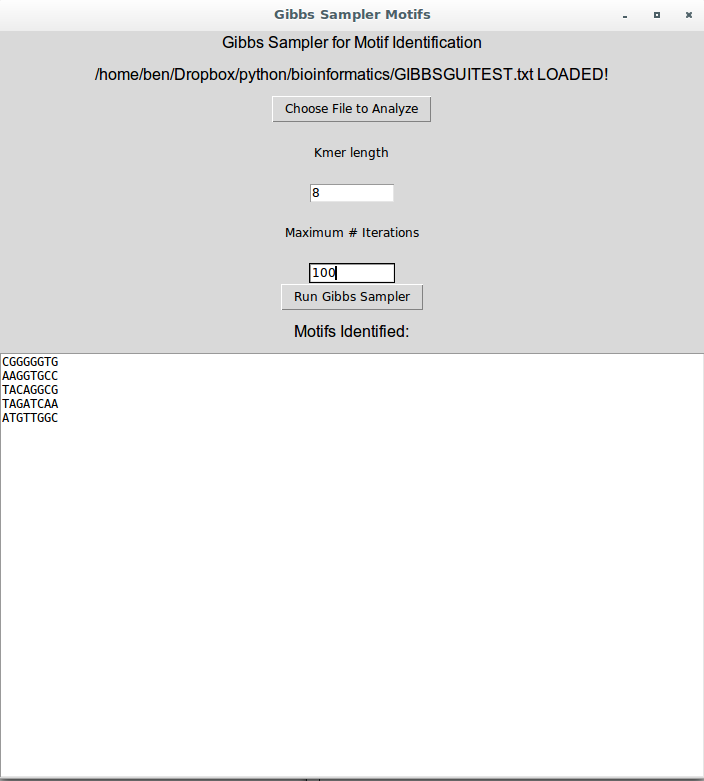 Gibbs Sampler Motifs
Gibbs Sampler for Motif Identification
/home/ben/Dropbox/python/bioinformatics/GIBBSGUITEST.txt LOADED!
Choose File to Analyze
Kmer length
8
Maximum # Iterations
100
Run Gibbs Sampler
Motifs Identified:
CGGGGGTG
AAGGTGCC
TACAGGCG
TAGATCAA
ATGTTGGC